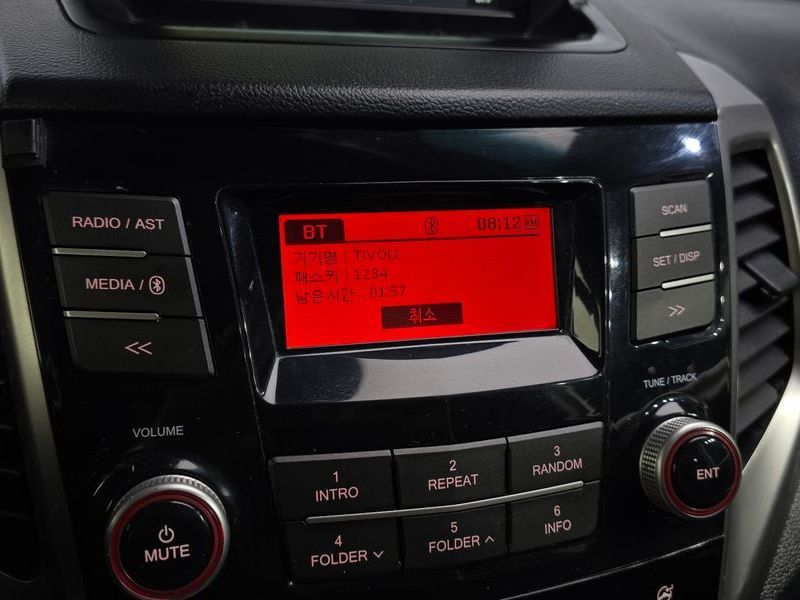 RADIO / AST
MEDIA /
<<
BT
08:12 PM
기기명 : TIVOLI
패스키 : 1234
남은시간 : 01:57
취소
SCAN
SET / DISP
>>
VOLUME
MUTE
1
INTRO
2
REPEAT
3
RANDOM
4
FOLDER ∨
5
FOLDER ∧
6
INFO
TUNE / TRACK
ENT